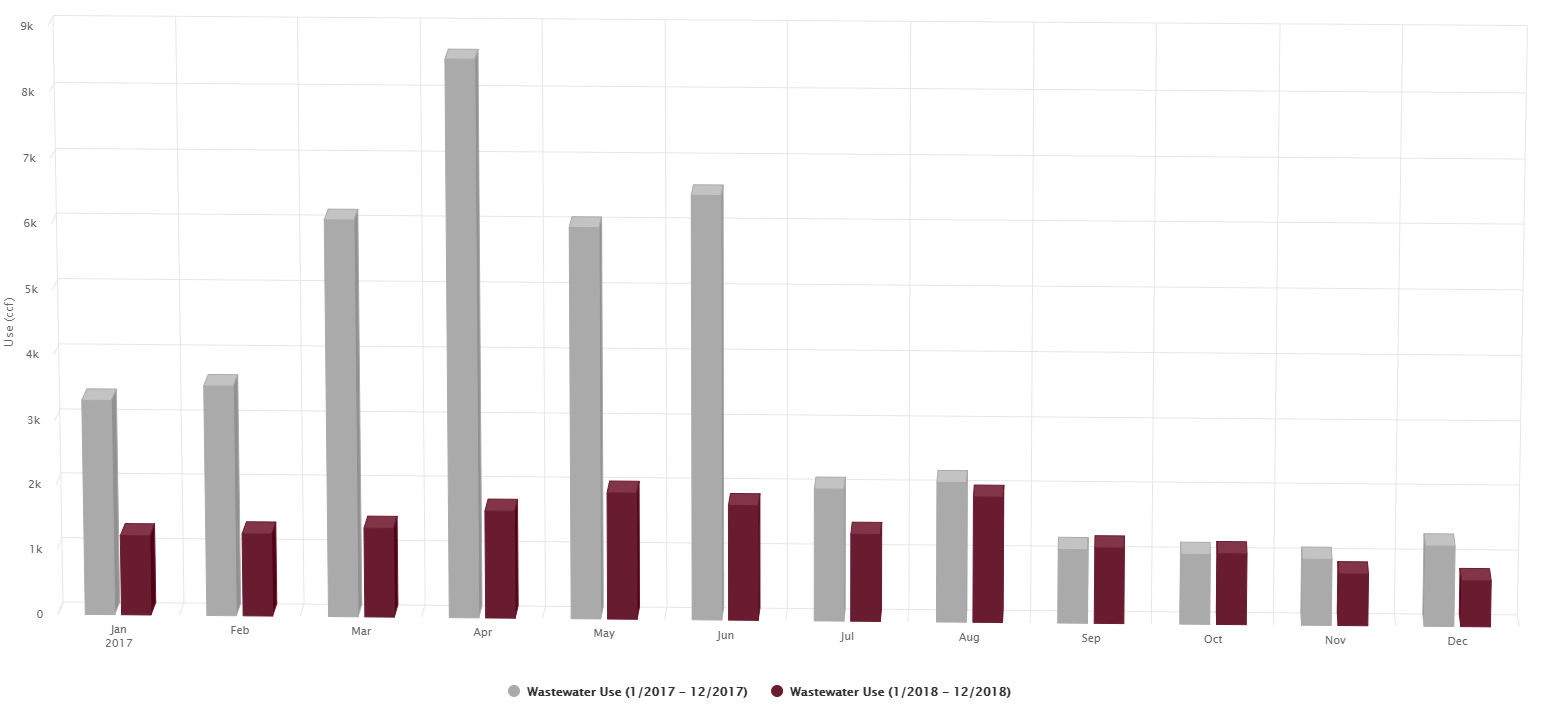 9k
8k
7k
6k
5k
4k
3k
2k
1k
0
Use (ccf)
Jan
2017
Feb
Mar
Apr
May
Jun
Jul
Aug
Sep
Oct
Nov
Dec
Wastewater Use (1/2017 – 12/2017)
Wastewater Use (1/2018 – 12/2018)